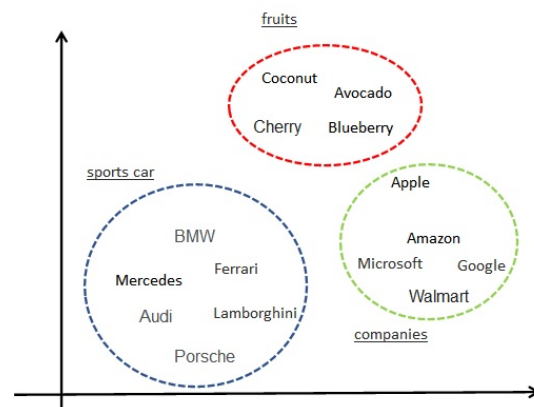 fruits
Coconut
Avocado
Cherry
Blueberry
sports car
BMW
Ferrari
Mercedes
Audi
Lamborghini
Porsche
Apple
Amazon
Microsoft
Google
Walmart
companies